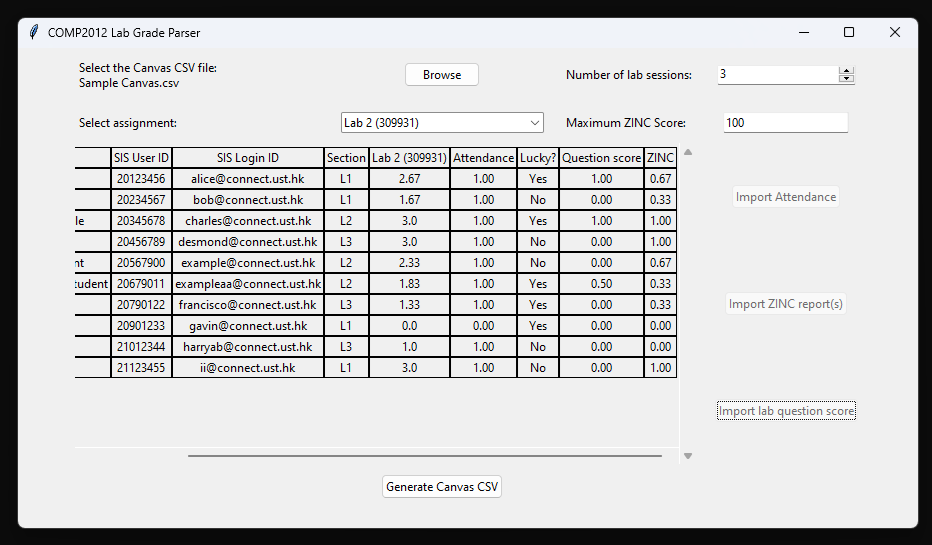 COMP2012 Lab Grade Parser
Select the Canvas CSV file:
Sample Canvas.csv
Browse
Number of lab sessions: 3
Select assignment: Lab 2 (309931)
Maximum ZINC Score: 100
SIS User ID SIS Login ID Section Lab 2 (309931) Attendance Lucky? Question score ZINC
20123456 alice@connect.ust.hk L1 2.67 1.00 Yes 1.00 0.67
20234567 bob@connect.ust.hk L1 1.67 1.00 No 0.00 0.33
le 20345678 charles@connect.ust.hk L2 3.0 1.00 Yes 1.00 1.00
20456789 desmond@connect.ust.hk L3 3.0 1.00 No 0.00 1.00
nt 20567900 example@connect.ust.hk L2 2.33 1.00 No 0.00 0.67
tudent 20679011 exampleaa@connect.ust.hk L2 1.83 1.00 Yes 0.50 0.33
20790122 francisco@connect.ust.hk L3 1.33 1.00 Yes 0.00 0.33
20901233 gavin@connect.ust.hk L1 0.0 0.00 Yes 0.00 0.00
21012344 harryab@connect.ust.hk L3 1.0 1.00 No 0.00 0.00
21123455 ii@connect.ust.hk L1 3.0 1.00 No 0.00 1.00
Import Attendance
Import ZINC report(s)
Import lab question score
Generate Canvas CSV